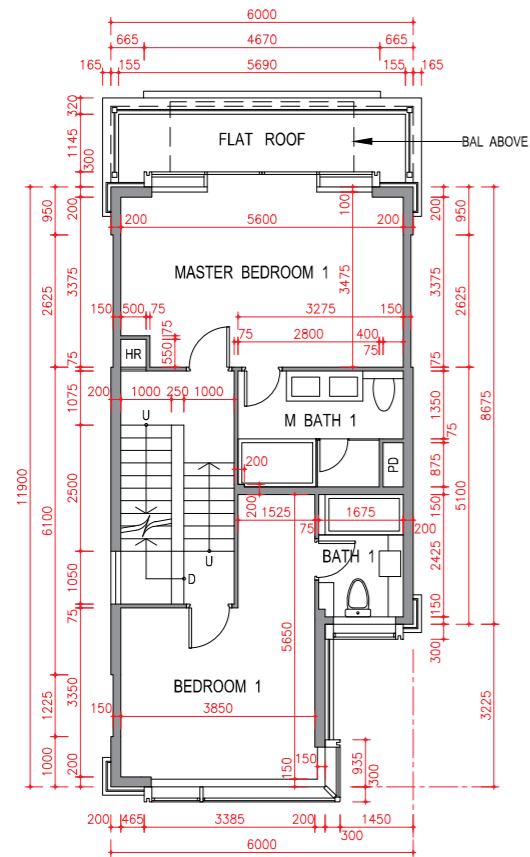 6000
665 4670 665
165 155 5690 155 165
320
1145
300
FLAT ROOF
BAL ABOVE
950 200 100 200 950
200 5600 200
2625 3375 3475 3375 2625
MASTER BEDROOM 1
150 500 75 3275 150
75 2800 400
75
HR 550 75
75 75
200 1000 250 1000
1075 1350 8675
U M BATH 1 75
200 875
PD
11900 6100 2500 5100
200 1525 75 1675 150 200
BATH 1 2425
U
1050 D
75 150
5650 300
BEDROOM 1
3350 3225
1225 150 3850
935
1000 150
200 150 300
200 465 3385 200 1450
300
6000